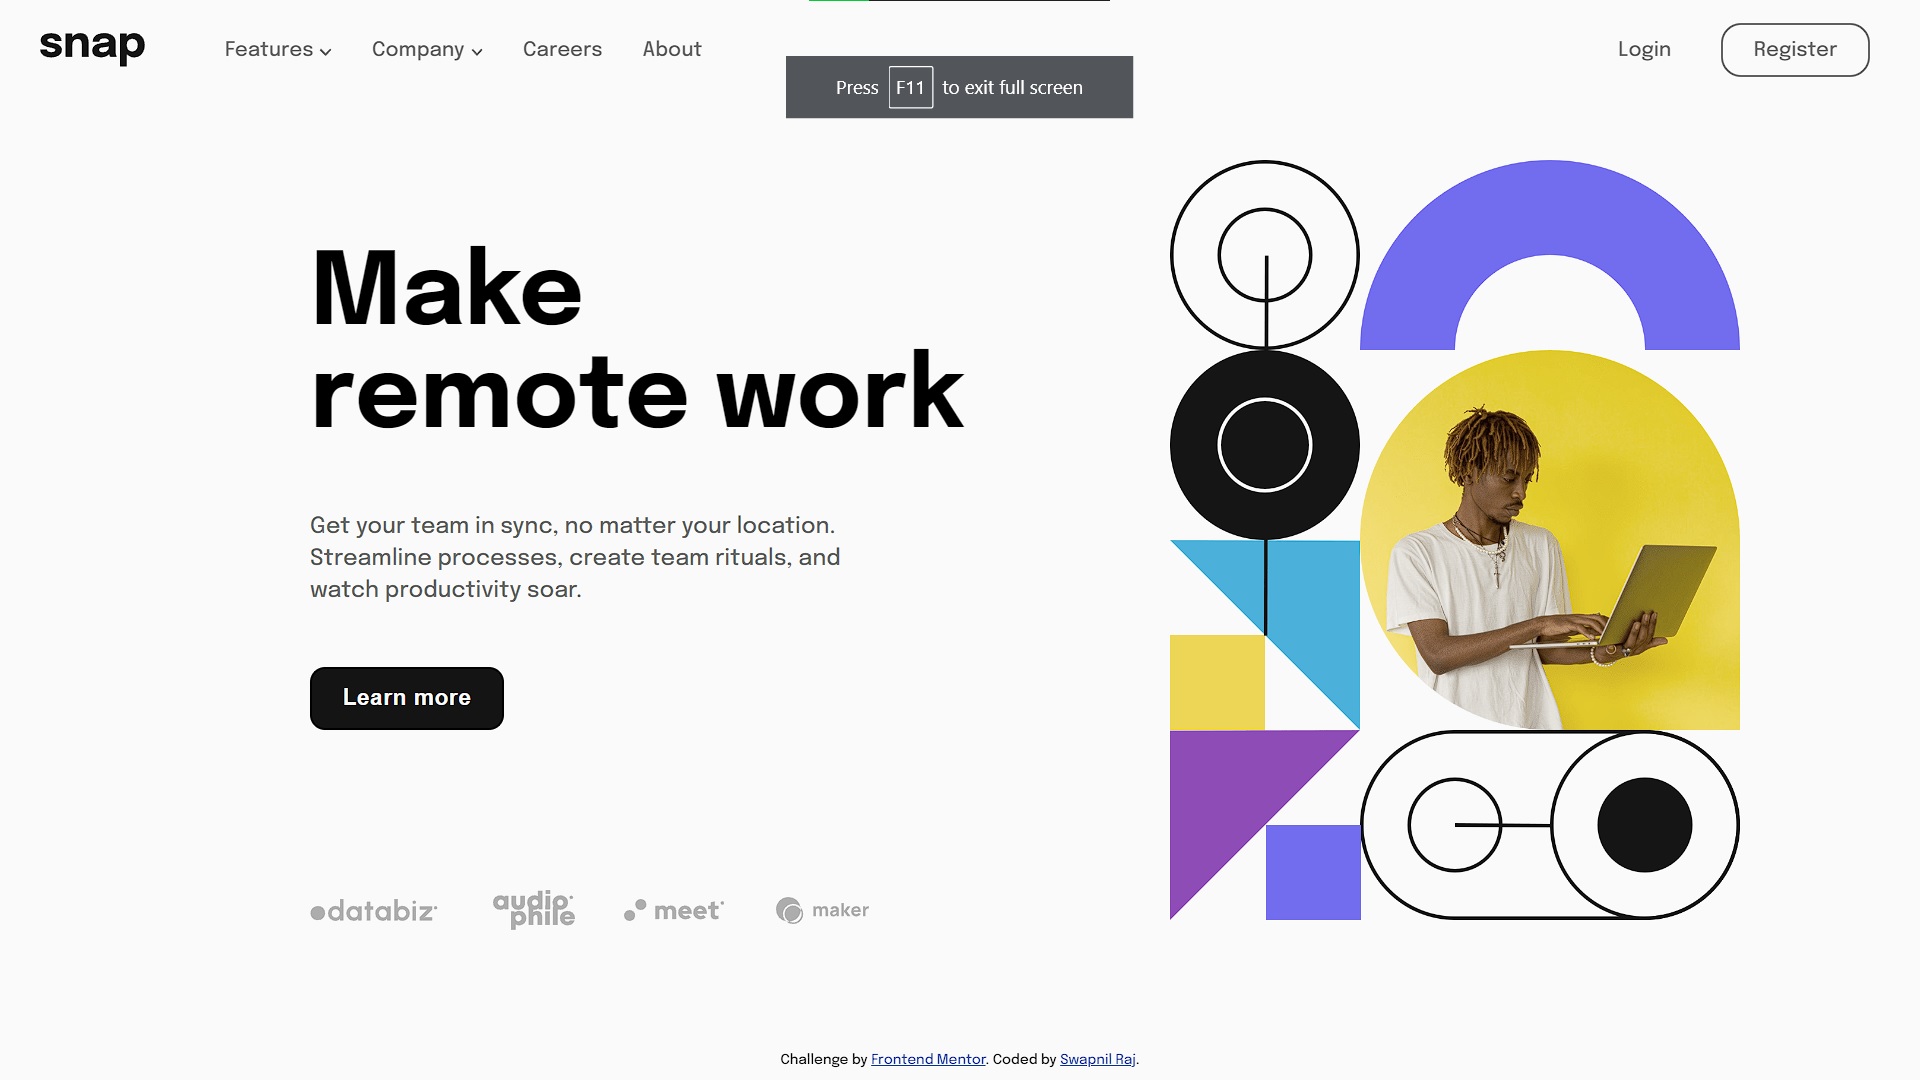 snap
Features
Company
Careers
About
Login
Register
Press F11 to exit full screen
Make
remote work
Get your team in sync, no matter your location.
Streamline processes, create team rituals, and
watch productivity soar.
Learn more
databiz
audio
phile
meet
maker
Challenge by Frontend Mentor. Coded by Swapnil Raj.